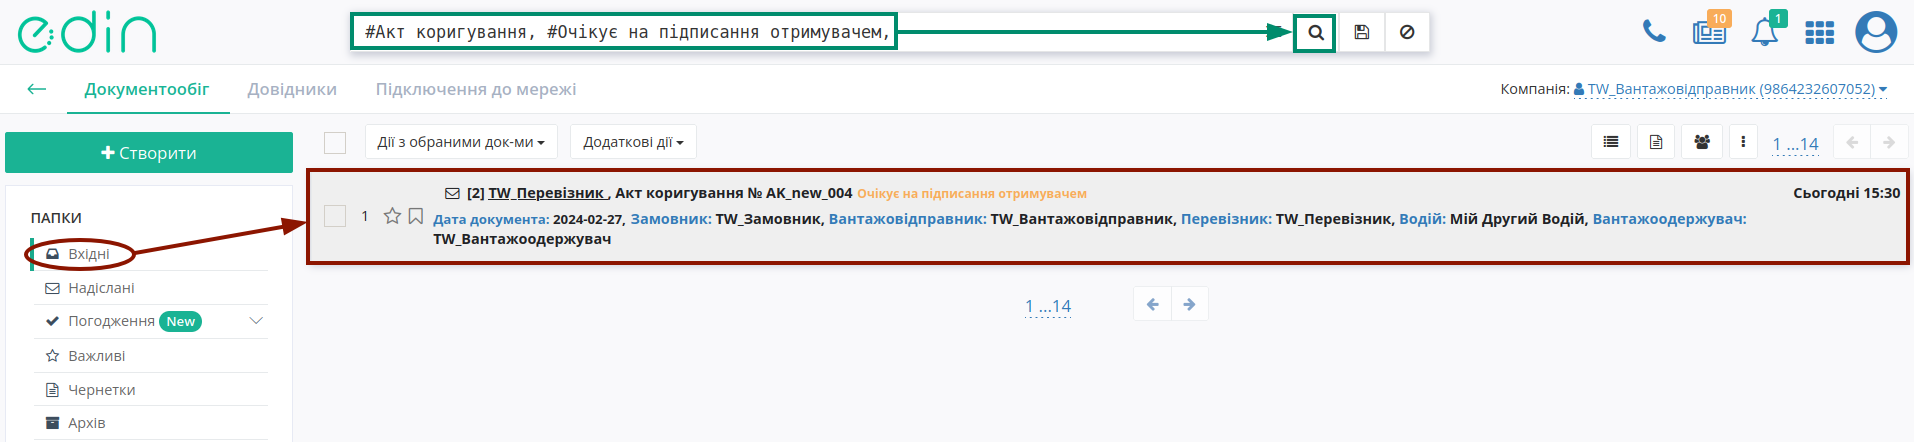 edin
#Акт коригування, #Очікує на підписання отримувачем,
10
1
Документообіг
Довідники
Підключення до мережі
Компанія: TW_Вантажовідправник (9864232607052)
Створити
Дії з обраними док-ми
Додаткові дії
1 ...14
ПАПКИ
Вхідні
Надіслані
Погодження New
Важливі
Чернетки
Архів
[2] TW_Перевізник , Акт коригування № AK_new_004 Очікує на підписання отримувачем
Сьогодні 15:30
1
Дата документа: 2024-02-27, Замовник: TW_Замовник, Вантажовідправник: TW_Вантажовідправник, Перевізник: TW_Перевізник, Водій: Мій Другий Водій, Вантажоодержувач:
TW_Вантажоодержувач
1 ...14